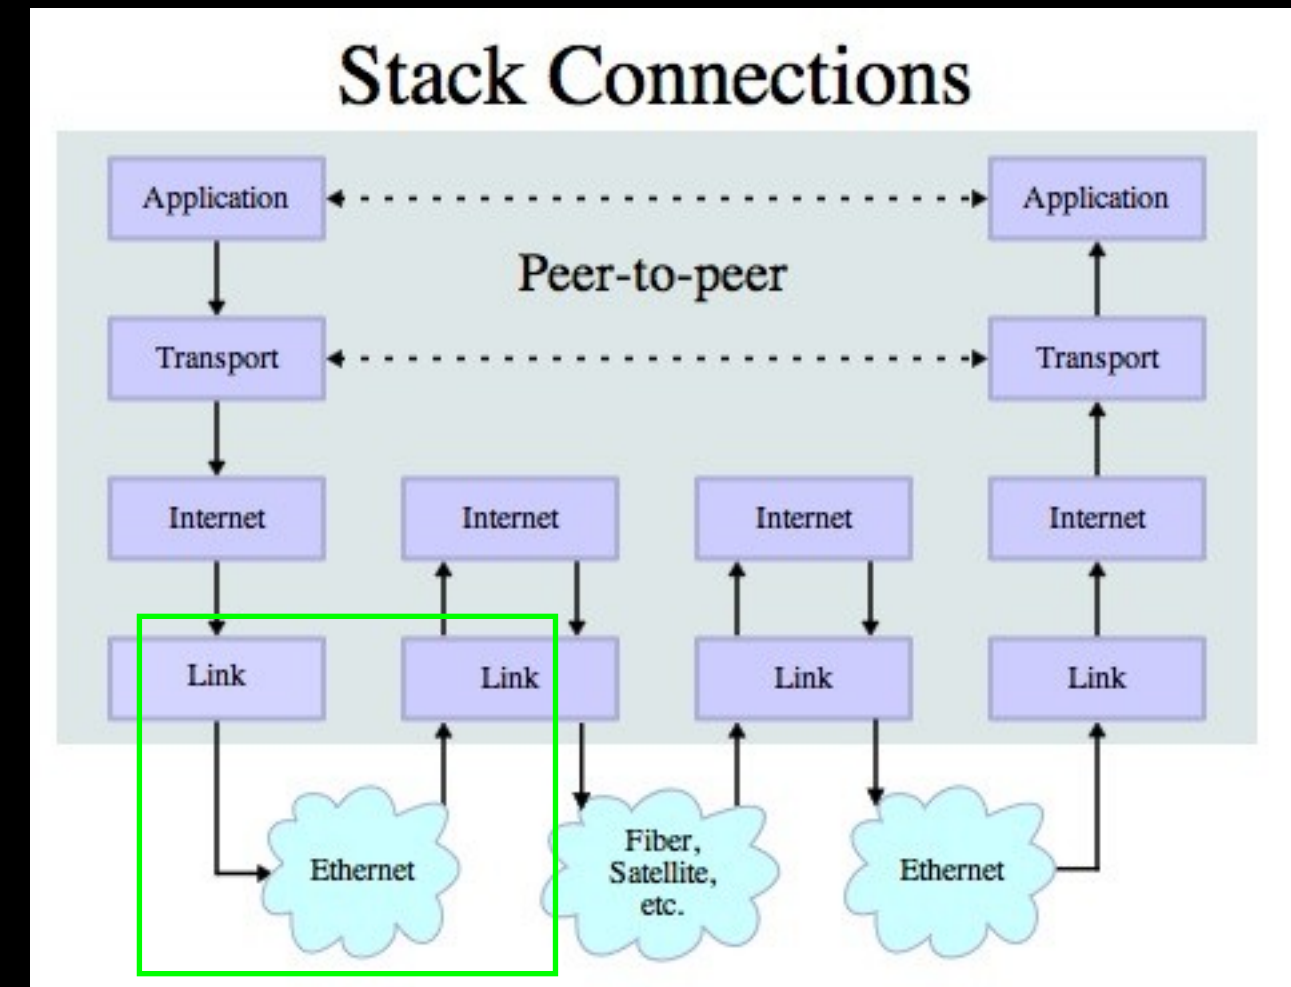 Stack Connections
Application
Application
Peer-to-peer
Transport
Transport
Internet
Internet
Internet
Internet
Link
Link
Link
Link
Ethernet
Fiber,
Satellite,
etc.
Ethernet